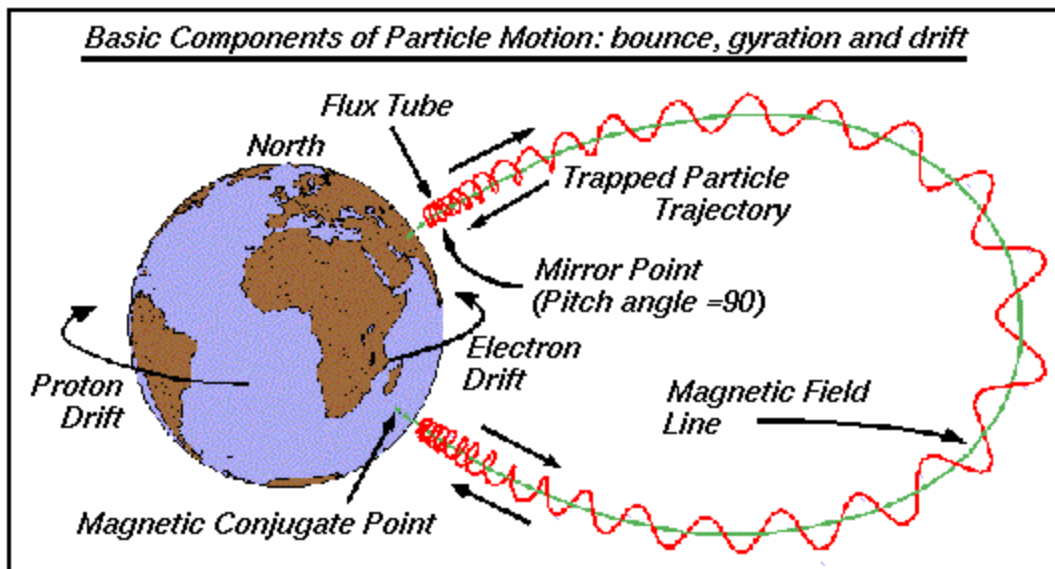 Basic Components of Particle Motion: bounce, gyration and drift
Flux Tube
North
Trapped Particle
Trajectory
Mirror Point
(Pitch angle =90)
Electron
Drift
Proton
Drift
Magnetic Field
Line
Magnetic Conjugate Point